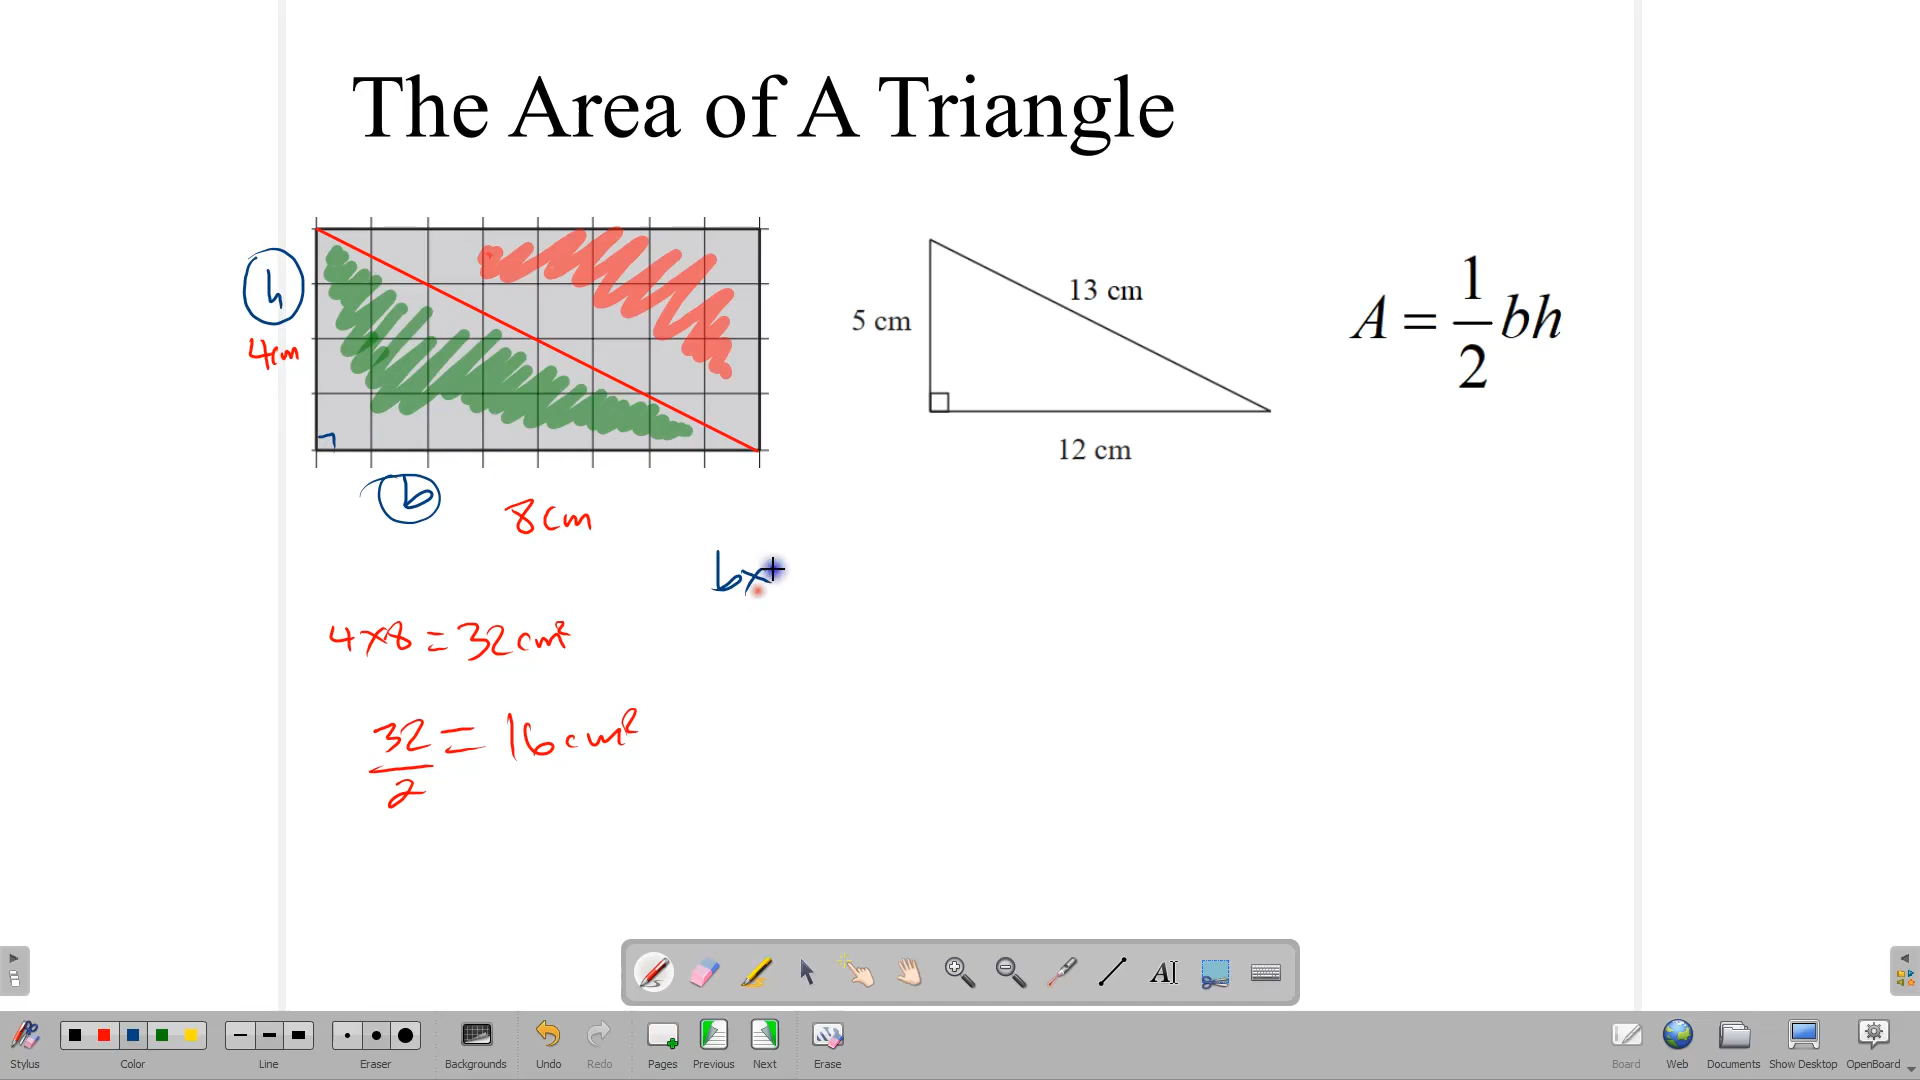 The Area of A Triangle
h
4cm
b
8cm
bx
4x8 = 32cm²
32/2 = 16cm²
5 cm
13 cm
12 cm
A = 1/2 bh
AI
Stylus
Color
Line
Eraser
Backgrounds
Undo
Redo
Pages
Previous
Next
Erase
Board
Web
Documents
Show Desktop
OpenBoard